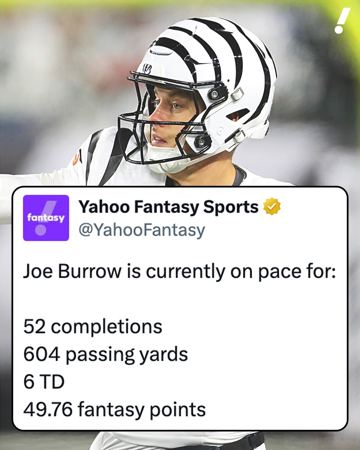 fantasy
Yahoo Fantasy Sports
@YahooFantasy
Joe Burrow is currently on pace for:
52 completions
604 passing yards
6 TD
49.76 fantasy points